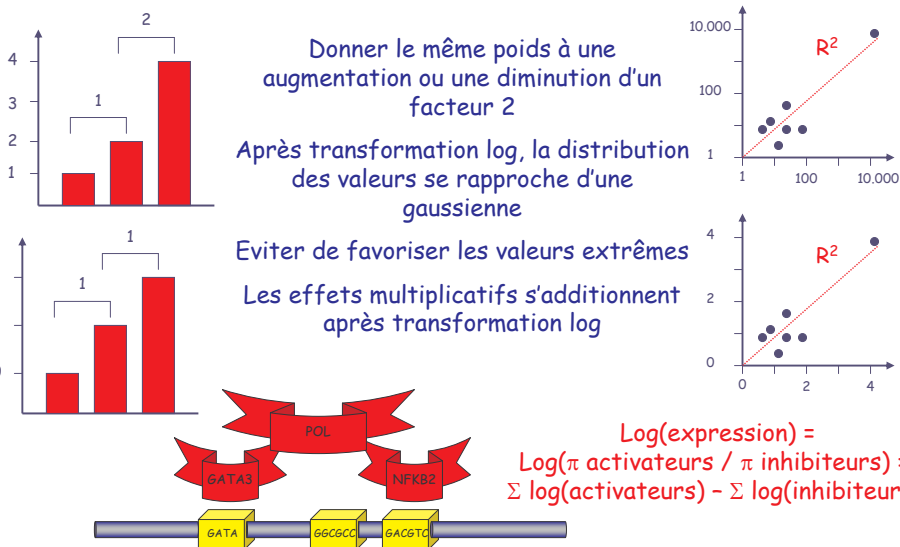 2
1
4
3
2
1
Donner le même poids à une
augmentation ou une diminution d'un
facteur 2
Après transformation log, la distribution
des valeurs se rapproche d'une
gaussienne
Eviter de favoriser les valeurs extrêmes
Les effets multiplicatifs s'additionnent
après transformation log
10.000
100
1
R²
1
100
10.000
1
1
4
2
0
R²
0
2
4
POL
GATA3
NFKB2
GATA
GGCGCC
GACGTC
Log(expression) =
Log(π activateurs / π inhibiteurs)
Σ log(activateurs) – Σ log(inhibiteur